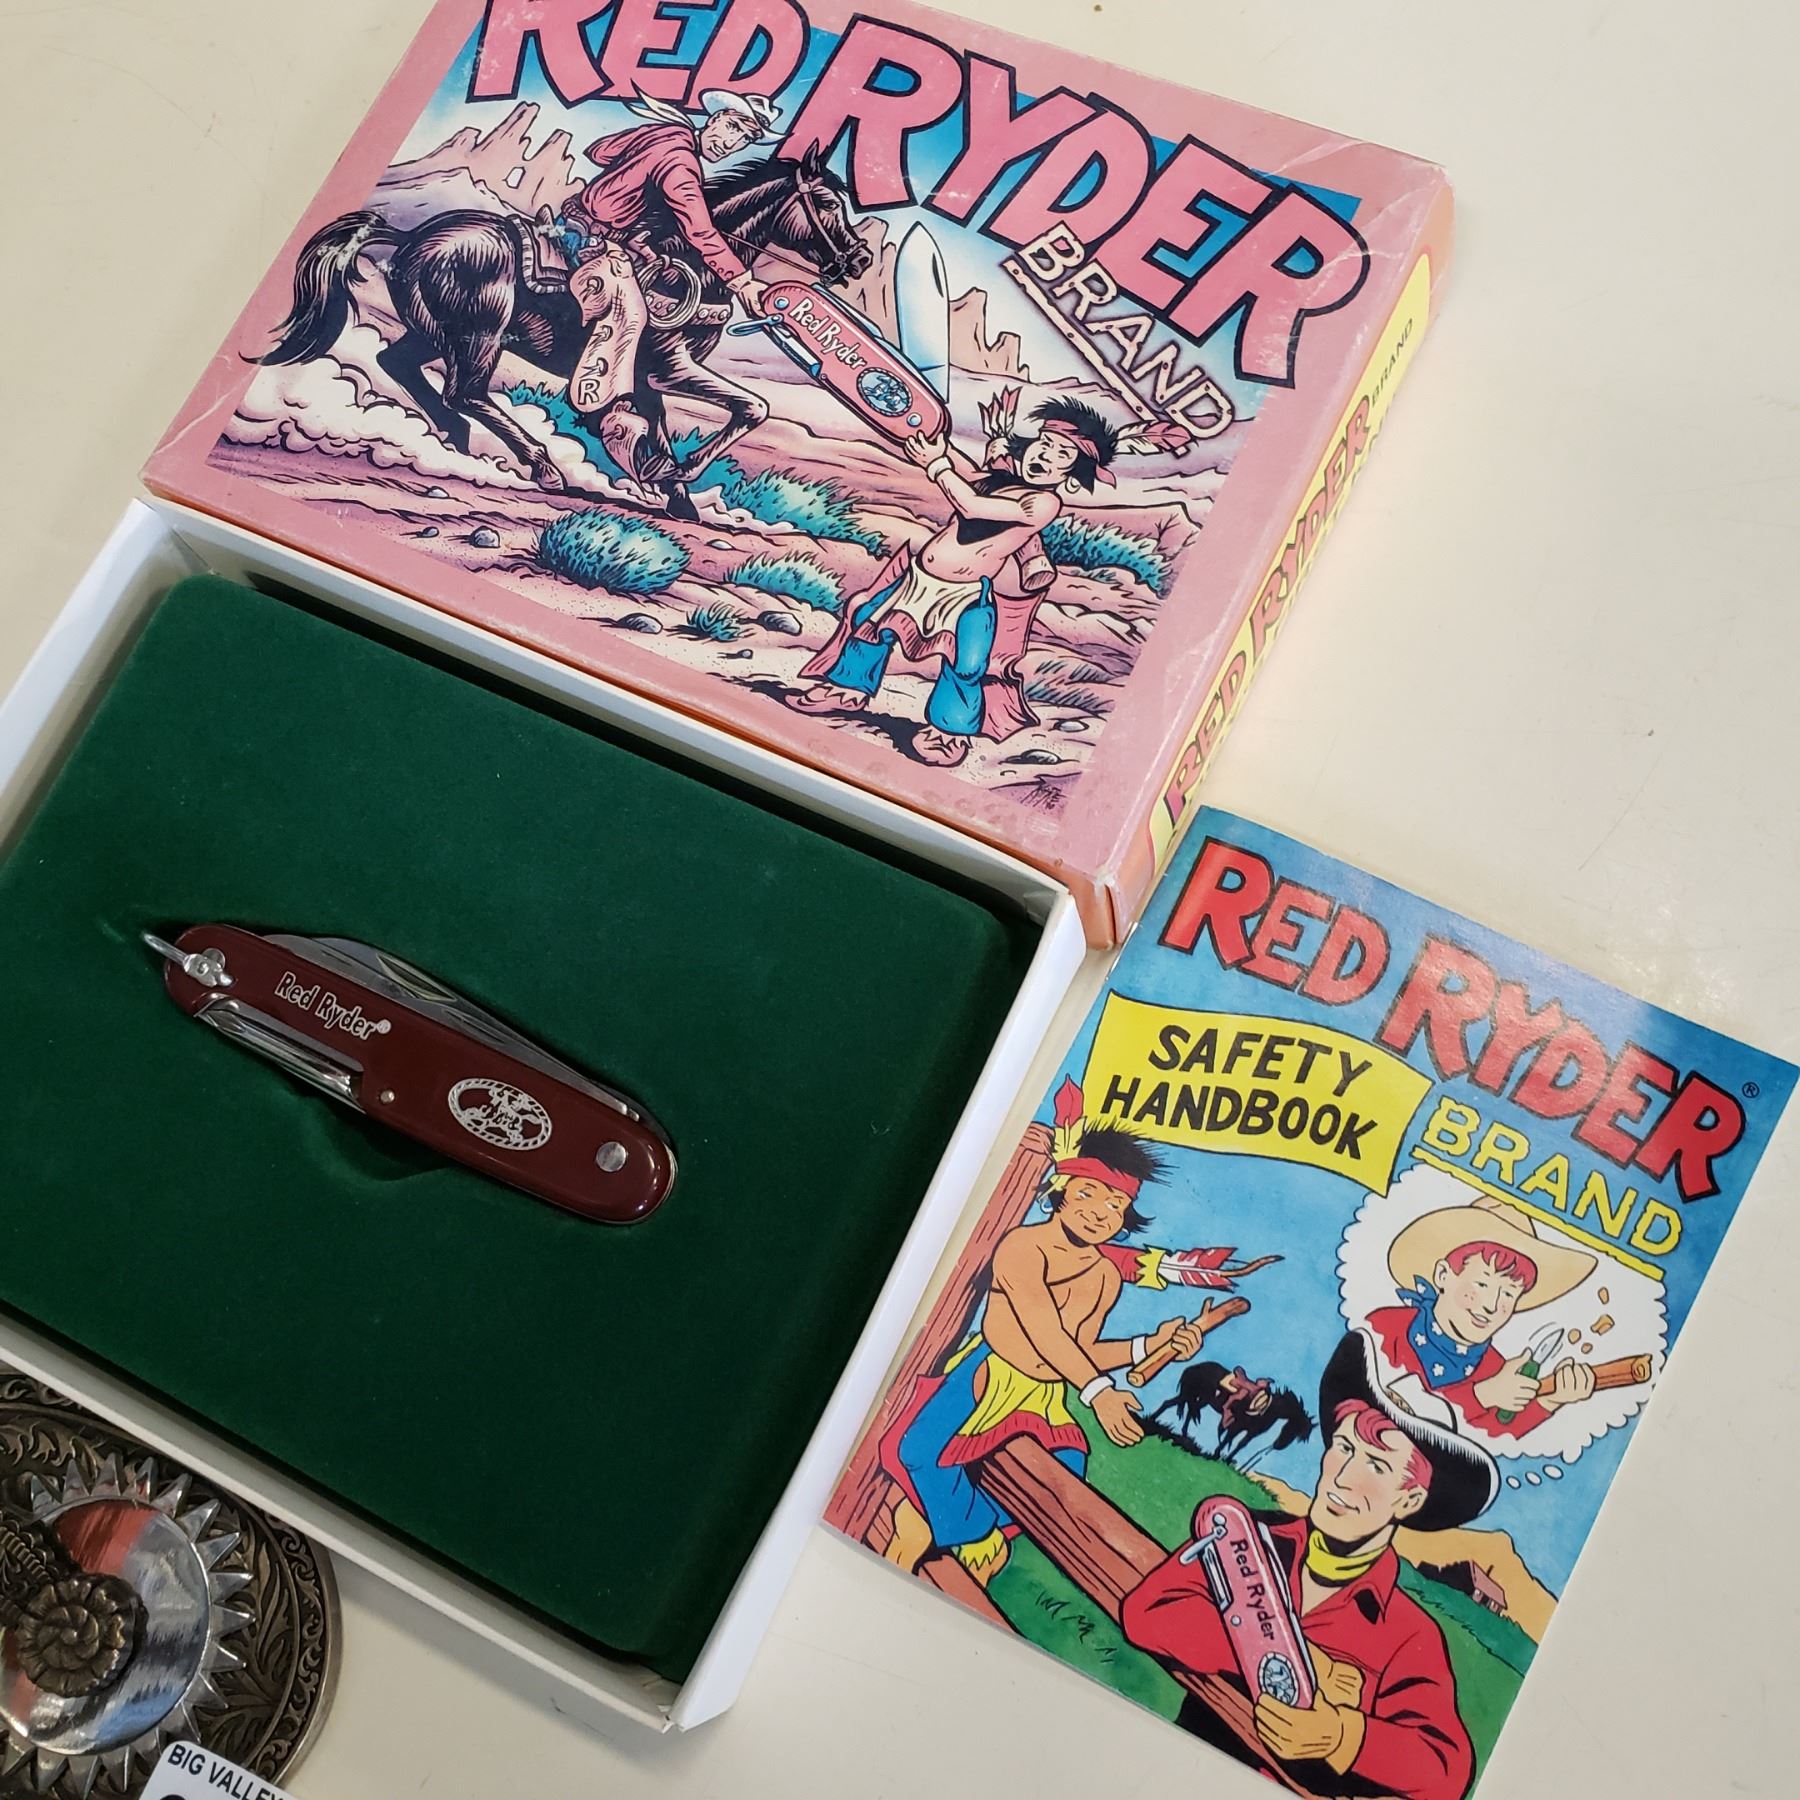 RED RYDER
BRAND
Red Ryder
R
RED RYDER BRAND
Red Ryder®
RED RYDER®
BRAND
SAFETY
HANDBOOK
Red Ryder
BIG VALLEY